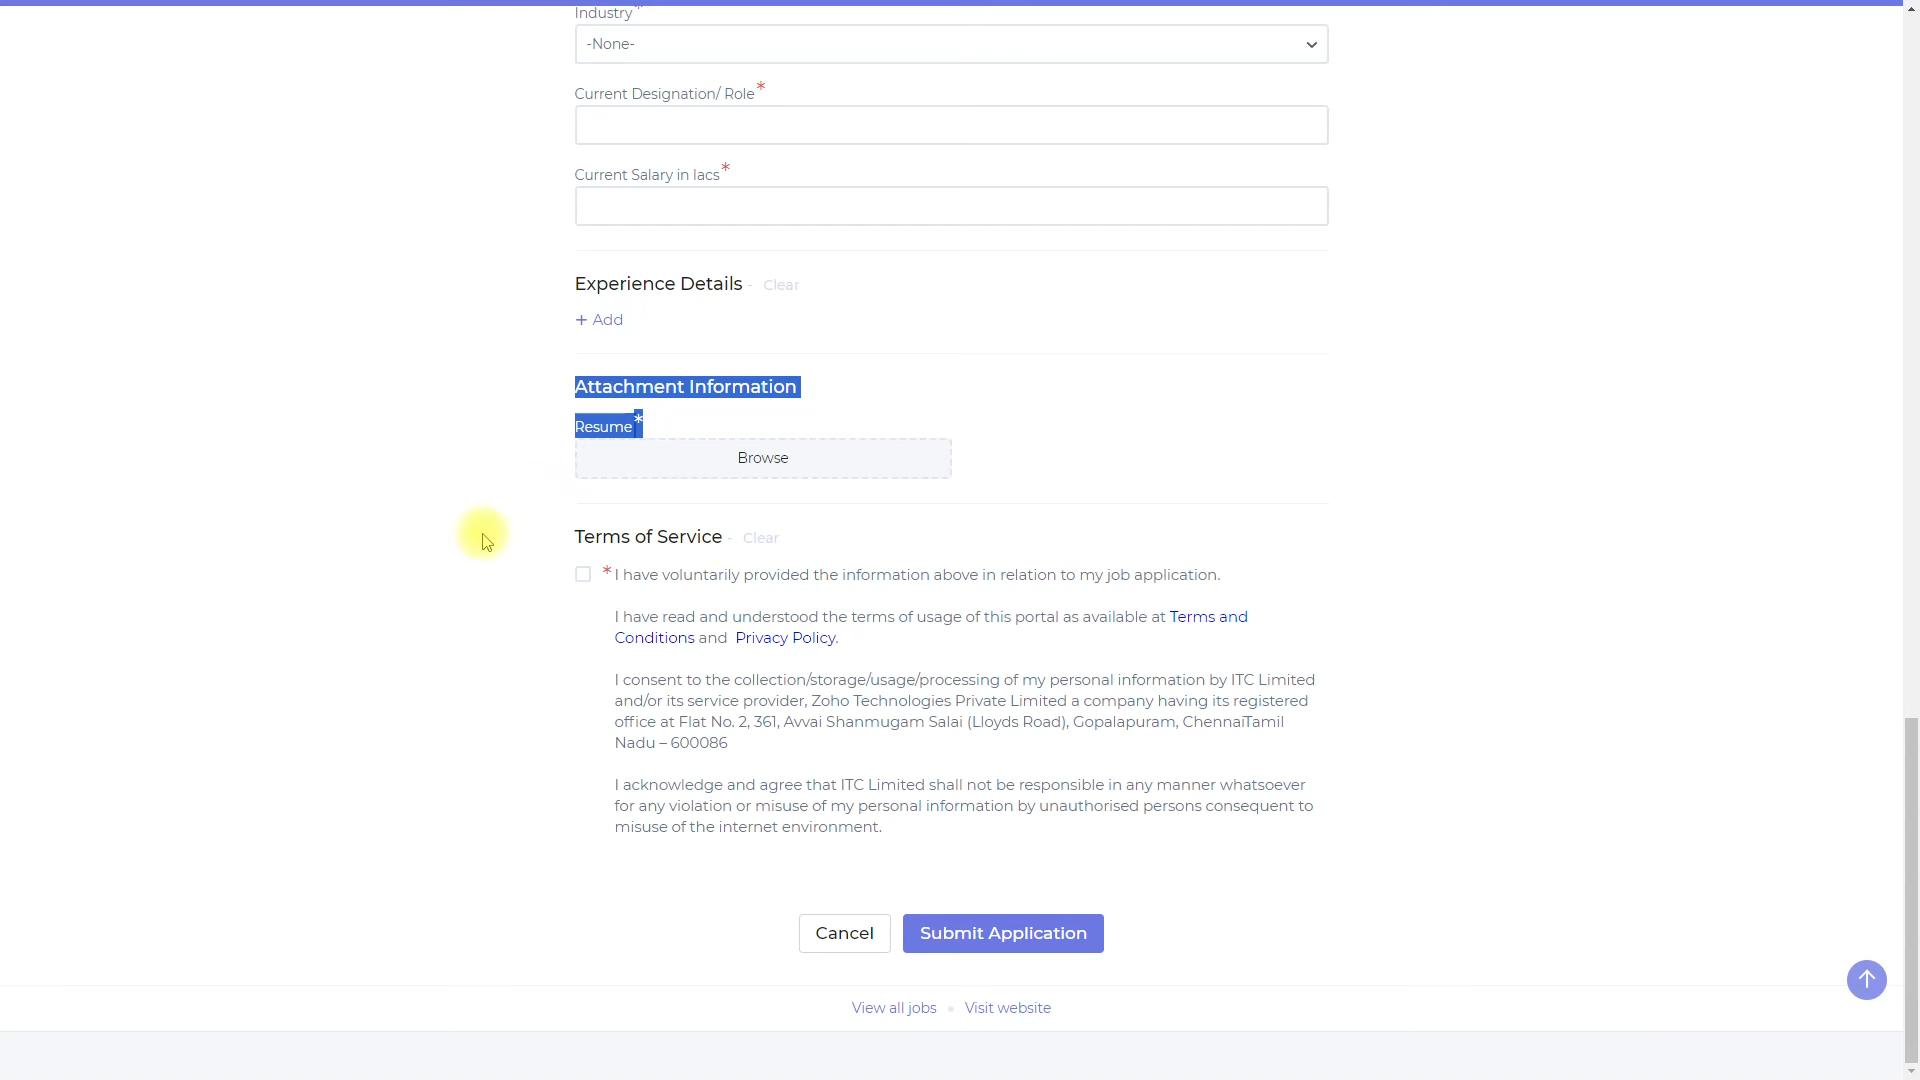 Industry *
-None-
Current Designation/ Role *
Current Salary in lacs *
Experience Details - Clear
+ Add
Attachment Information
Resume *
Browse
Terms of Service - Clear
* I have voluntarily provided the information above in relation to my job application.
I have read and understood the terms of usage of this portal as available at Terms and
Conditions and Privacy Policy.
I consent to the collection/storage/usage/processing of my personal information by ITC Limited
and/or its service provider, Zoho Technologies Private Limited a company having its registered
office at Flat No. 2, 361, Avvai Shanmugam Salai (Lloyds Road), Gopalapuram, ChennaiTamil
Nadu – 600086
I acknowledge and agree that ITC Limited shall not be responsible in any manner whatsoever
for any violation or misuse of my personal information by unauthorised persons consequent to
misuse of the internet environment.
Cancel
Submit Application
View all jobs
Visit website